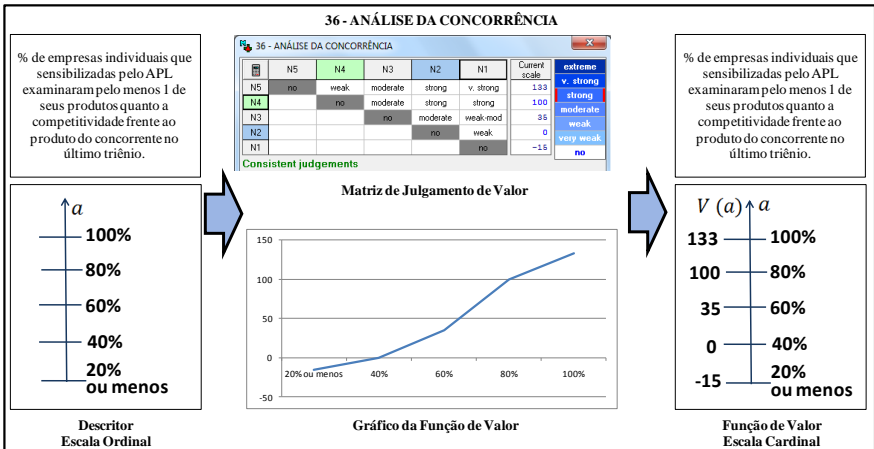 36 - ANÁLISE DA CONCORRÊNCIA
% de empresas individuais que
sensibilizadas pelo APL
examinaram pelo menos 1 de
seus produtos quanto a
competitividade frente ao
produto do concorrente no
último triênio.
a
100%
80%
60%
40%
20%
ou menos
Descritor
Escala Ordinal
36 - ANÁLISE DA CONCORRÊNCIA
N5 N4 N3 N2 N1 Current scale
N5 no weak moderate strong v. strong 133
N4 no moderate strong strong 100
N3 no moderate weak-mod 35
N2 no weak 0
N1 no -15
extreme
v. strong
strong
moderate
weak
very weak
no
Consistent judgements
Matriz de Julgamento de Valor
150
100
50
0
-50
20% ou menos 40% 60% 80% 100%
Gráfico da Função de Valor
% de empresas individuais que
sensibilizadas pelo APL
examinaram pelo menos 1 de
seus produtos quanto a
competitividade frente ao
produto do concorrente no
último triênio.
V (a) a
133 100%
100 80%
35 60%
0 40%
-15 20%
ou menos
Função de Valor
Escala Cardinal